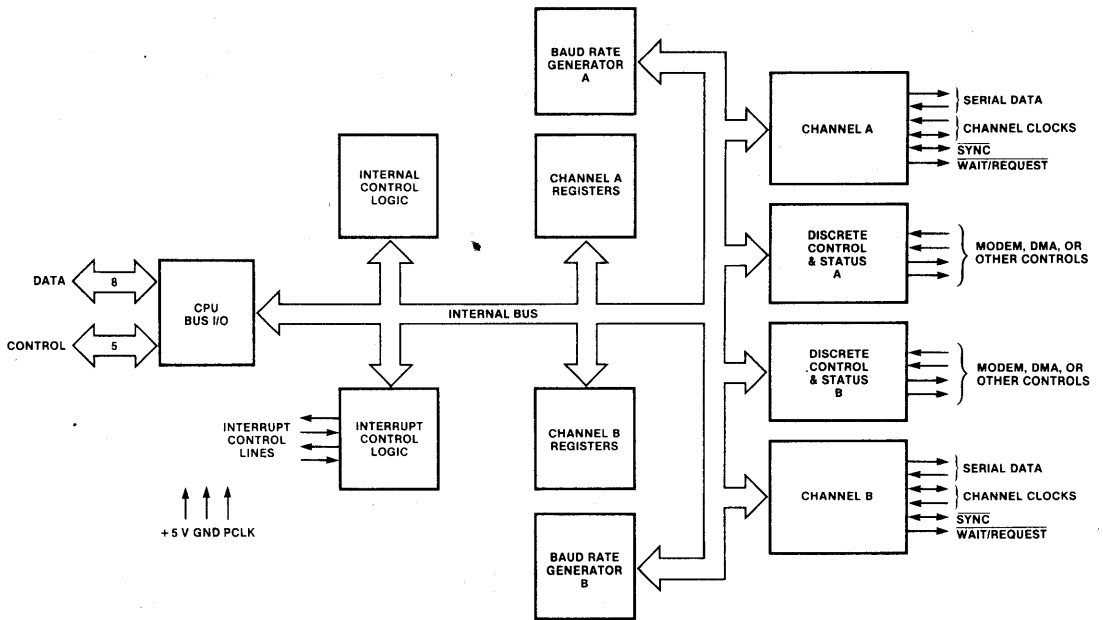 BAUD RATE
GENERATOR
A
CHANNEL A
SERIAL DATA
CHANNEL CLOCKS
SYNC
WAIT/REQUEST
INTERNAL
CONTROL
LOGIC
CHANNEL A
REGISTERS
DISCRETE
CONTROL
& STATUS
A
MODEM, DMA, OR
OTHER CONTROLS
DATA
8
CPU
BUS I/O
INTERNAL BUS
CONTROL
5
DISCRETE
CONTROL
& STATUS
B
MODEM, DMA, OR
OTHER CONTROLS
INTERRUPT
CONTROL
LINES
INTERRUPT
CONTROL
LOGIC
CHANNEL B
REGISTERS
CHANNEL B
SERIAL DATA
CHANNEL CLOCKS
SYNC
WAIT/REQUEST
+5 V GND PCLK
BAUD RATE
GENERATOR
B